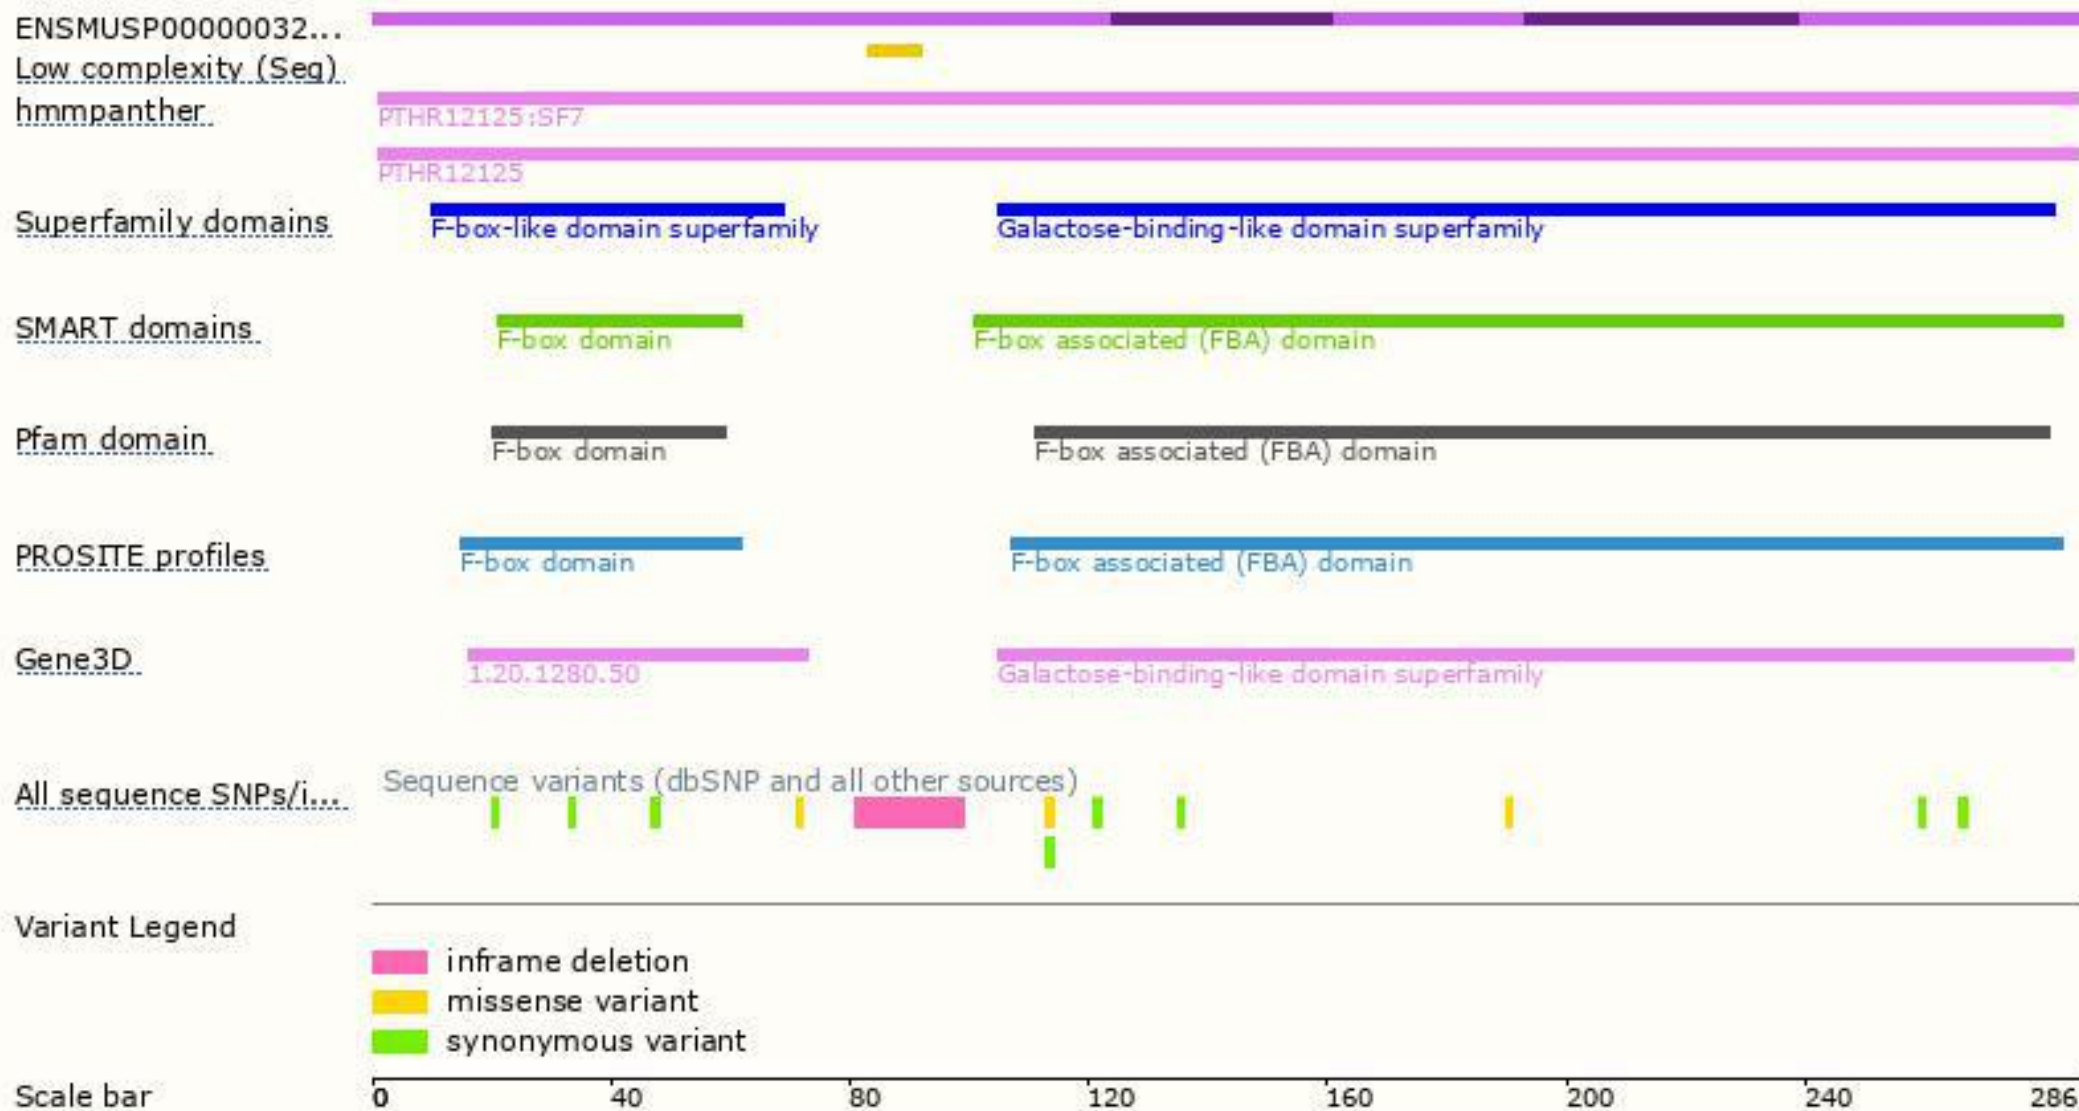 ENSMUSP00000032...
Low complexity (Seg)
hmmpanther
PTHR12125:SF7
PTHR12125
Superfamily domains
F-box-like domain superfamily
Galactose-binding-like domain superfamily
SMART domains
F-box domain
F-box associated (FBA) domain
Pfam domain
F-box domain
F-box associated (FBA) domain
PROSITE profiles
F-box domain
F-box associated (FBA) domain
Gene3D
1.20.1280.50
Galactose-binding-like domain superfamily
All sequence SNPs/i...
Sequence variants (dbSNP and all other sources)
Variant Legend
inframe deletion
missense variant
synonymous variant
Scale bar
0 40 80 120 160 200 240 286